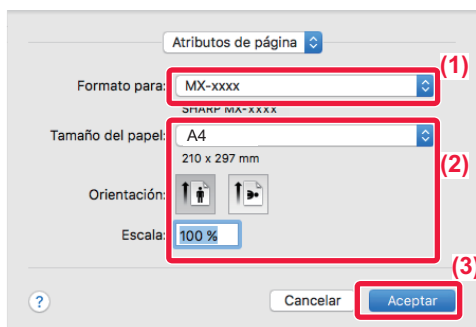 Atributos de página
(1)
Formato para: MX-xxxx
SHARP MX-xxxx
Tamaño del papel: A4
210 x 297 mm
(2)
Orientación:
Escala: 100 %
(3)
? Cancelar Aceptar